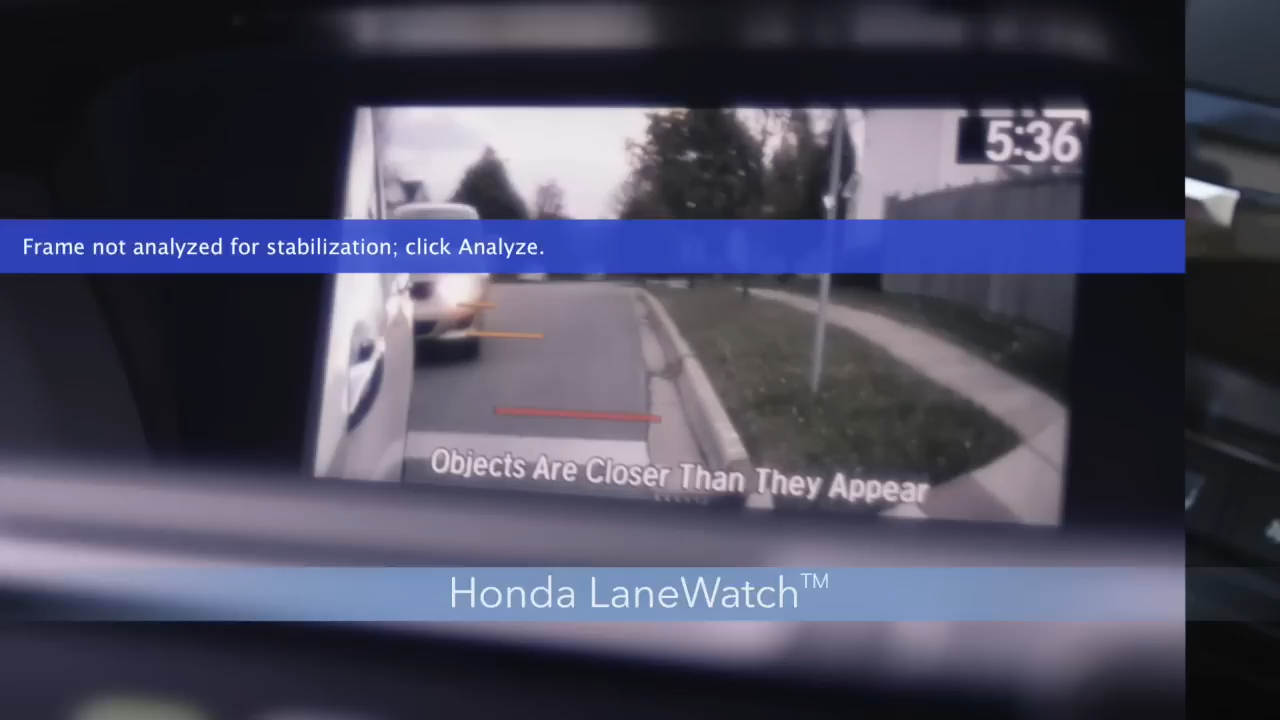 5:36
Frame not analyzed for stabilization; click Analyze.
Objects Are Closer Than They Appear
Honda LaneWatch™